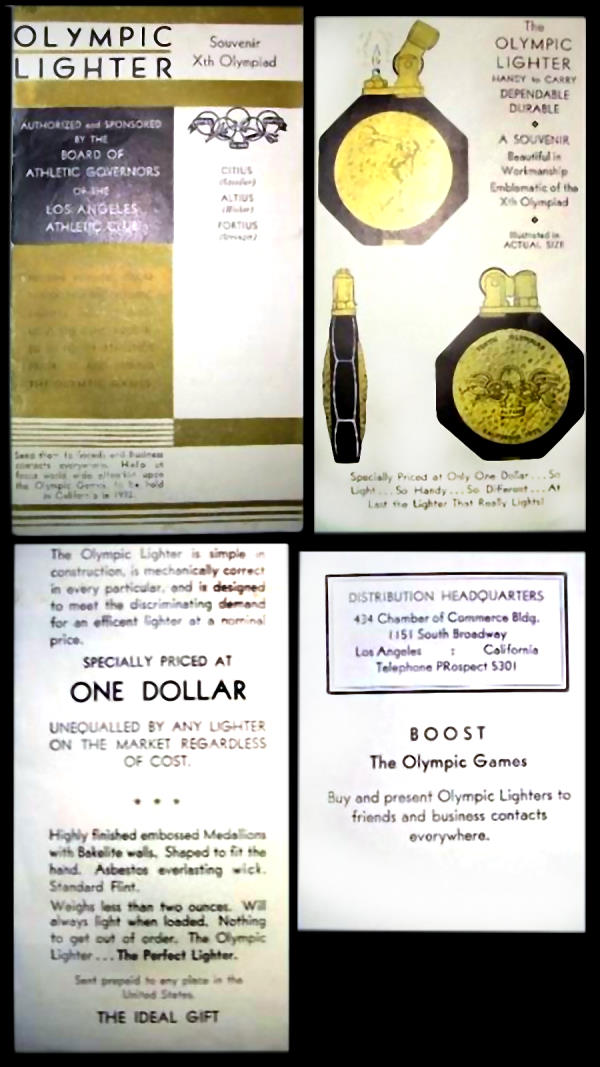 OLYMPIC
LIGHTER
Souvenir
Xth Olympiad
AUTHORIZED and SPONSORED
BY THE
BOARD OF
ATHLETIC GOVERNORS
OF THE
LOS ANGELES
ATHLETIC CLUB
CITIUS
(Swifter)
ALTIUS
(Higher)
FORTIUS
(Stronger)
THE OLYMPIC GAMES
Send them to friends and business
contacts everywhere. Help us
focus world wide attention upon
the Olympic Games, to be held
in California in 1932.
The
OLYMPIC
LIGHTER
HANDY to CARRY
DEPENDABLE
DURABLE
A SOUVENIR
Beautiful in
Workmanship
Emblematic of the
Xth Olympiad
Illustrated in
ACTUAL SIZE
Specially Priced at Only One Dollar...So
Light...So Handy...So Different...At
Last the Lighter That Really Lights!
The Olympic Lighter is simple in
construction, is mechanically correct
in every particular, and is designed
to meet the discriminating demand
for an efficent lighter at a nominal
price.
SPECIALLY PRICED AT
ONE DOLLAR
UNEQUALLED BY ANY LIGHTER
ON THE MARKET REGARDLESS
OF COST.
* * *
Highly finished embossed Medallions
with Bakelite walls. Shaped to fit the
hand. Asbestos everlasting wick.
Standard Flint.
Weighs less than two ounces. Will
always light when loaded. Nothing
to get out of order. The Olympic
Lighter...The Perfect Lighter.
Sent prepaid to any place in the
United States.
THE IDEAL GIFT
DISTRIBUTION HEADQUARTERS
434 Chamber of Commerce Bldg.
1151 South Broadway
Los Angeles : California
Telephone PRospect 5301
BOOST
The Olympic Games
Buy and present Olympic Lighters to
friends and business contacts
everywhere.